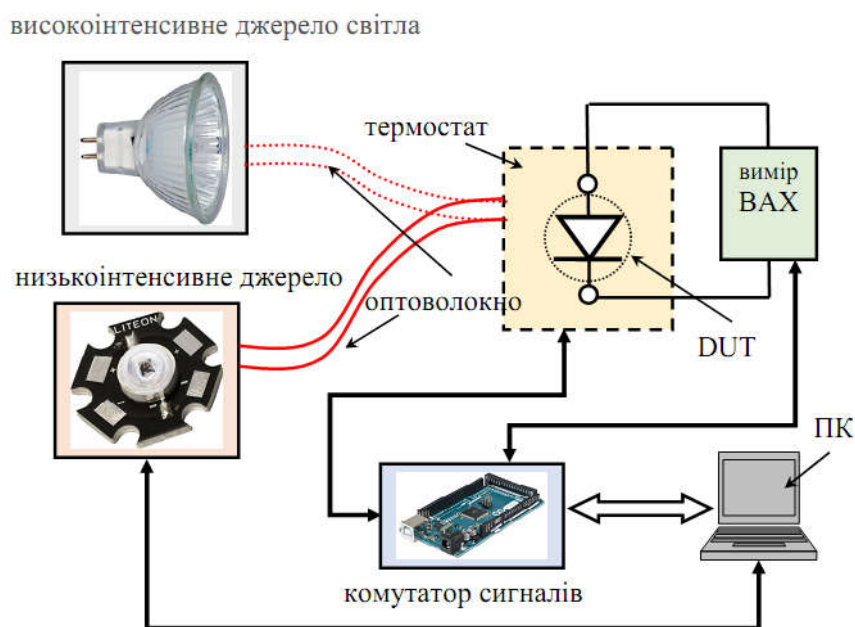 високоінтенсивне джерело світла
термостат
вимір
ВАХ
низькоінтенсивне джерело
оптоволокно
LITEON
DUT
ПК
комутатор сигналів